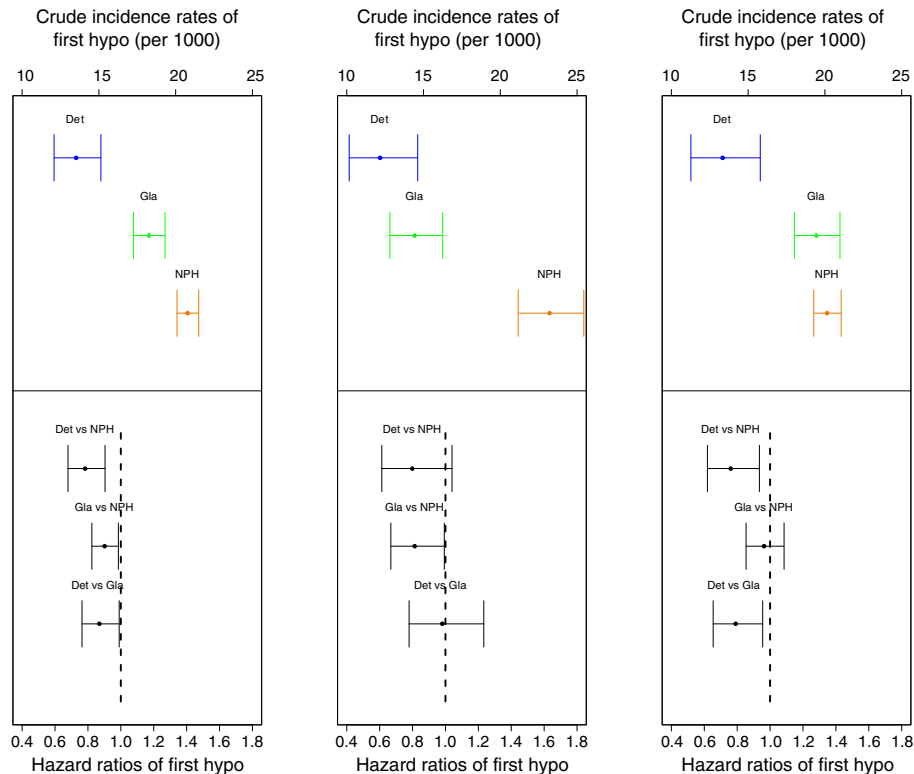 Crude incidence rates of
first hypo (per 1000)
10 15 20 25
Det
Gla
NPH
Det vs NPH
Gla vs NPH
Det vs Gla
0.4 0.6 0.8 1.0 1.2 1.4 1.6 1.8
Hazard ratios of first hypo
Crude incidence rates of
first hypo (per 1000)
10 15 20 25
Det
Gla
NPH
Det vs NPH
Gla vs NPH
Det vs Gla
0.4 0.6 0.8 1.0 1.2 1.4 1.6 1.8
Hazard ratios of first hypo
Crude incidence rates of
first hypo (per 1000)
10 15 20 25
Det
Gla
NPH
Det vs NPH
Gla vs NPH
Det vs Gla
0.4 0.6 0.8 1.0 1.2 1.4 1.6 1.8
Hazard ratios of first hypo